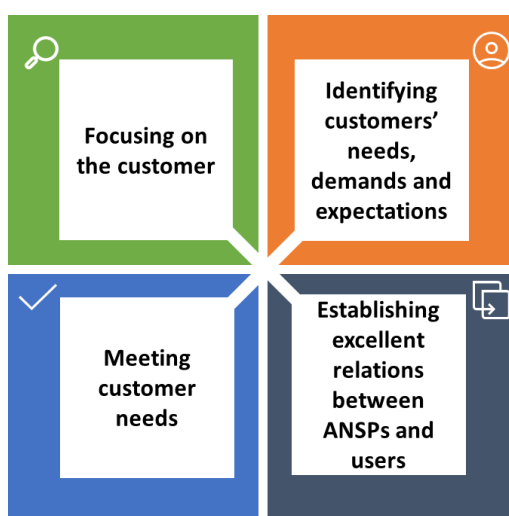 Focusing on
the customer
Identifying
customers’
needs,
demands and
expectations
Meeting
customer
needs
Establishing
excellent
relations
between
ANSPs and
users